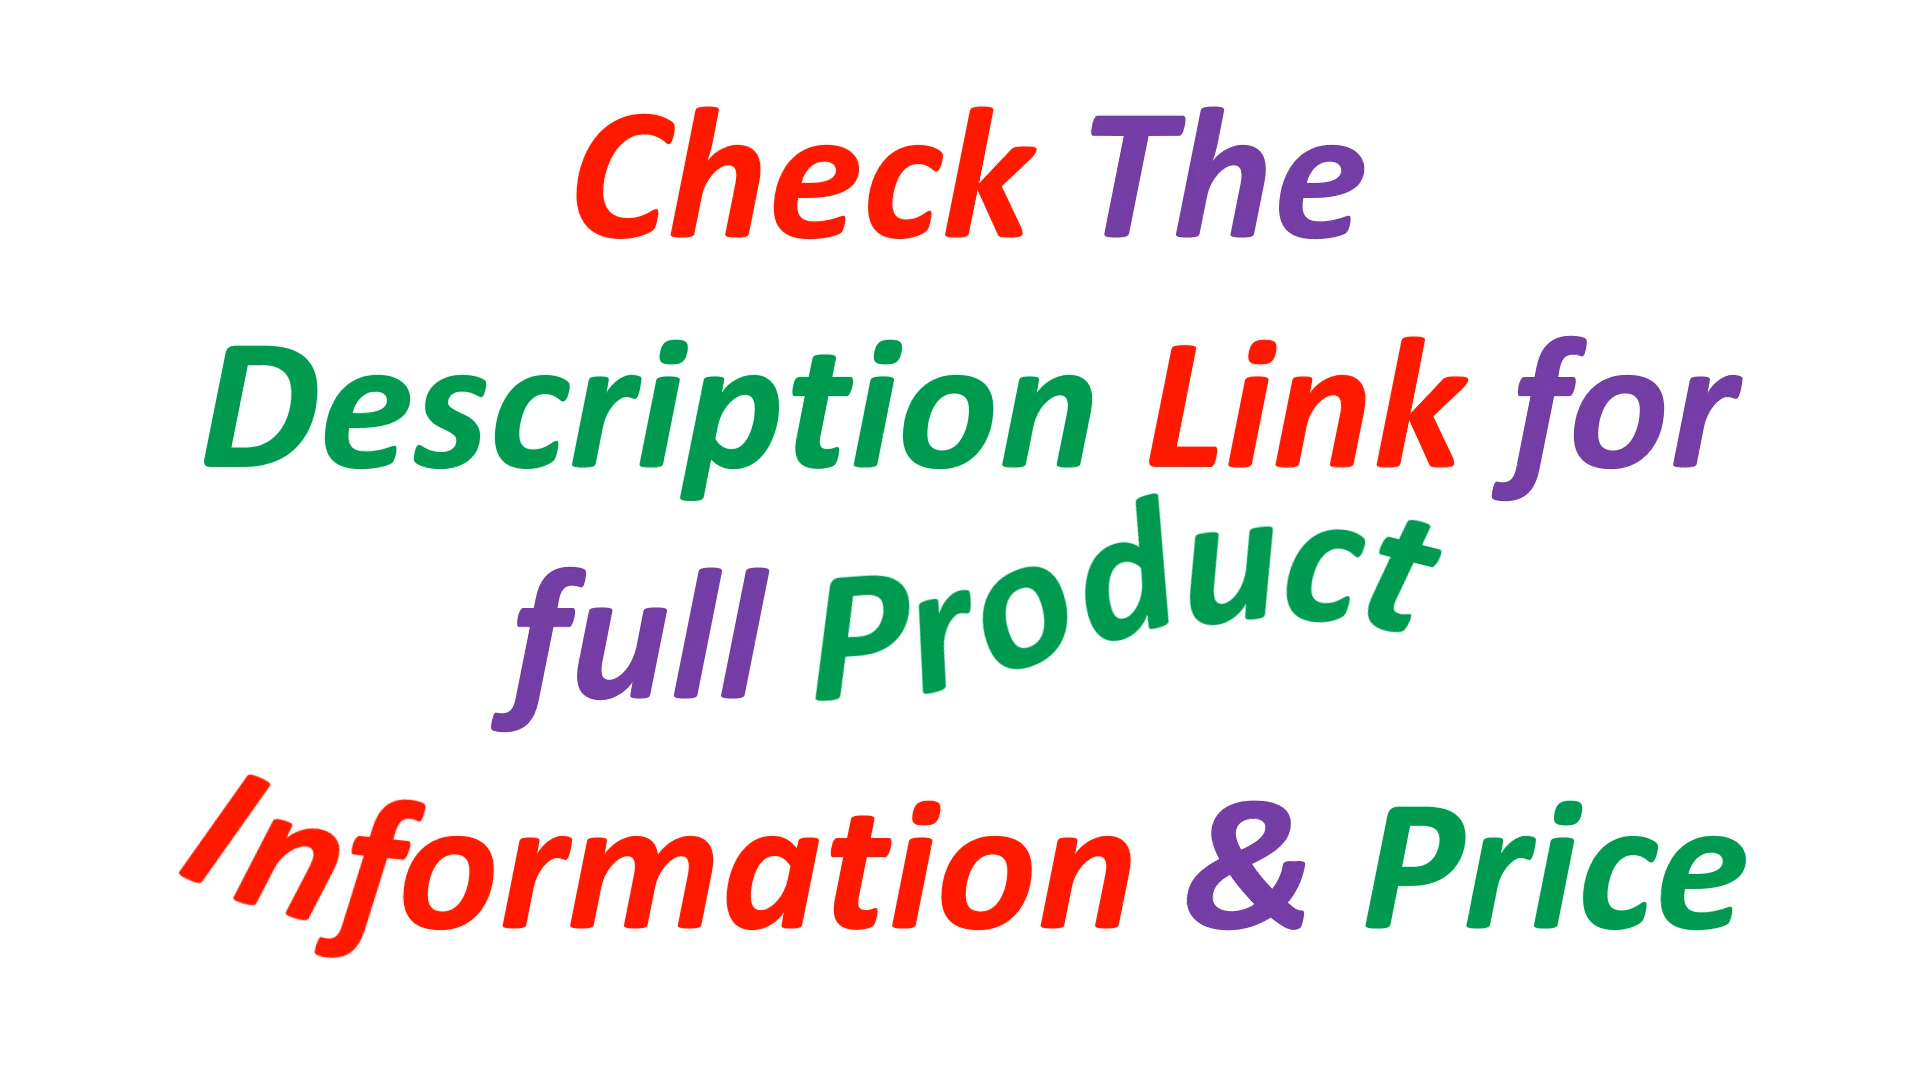 Check The
Description Link for
full Product
Information & Price